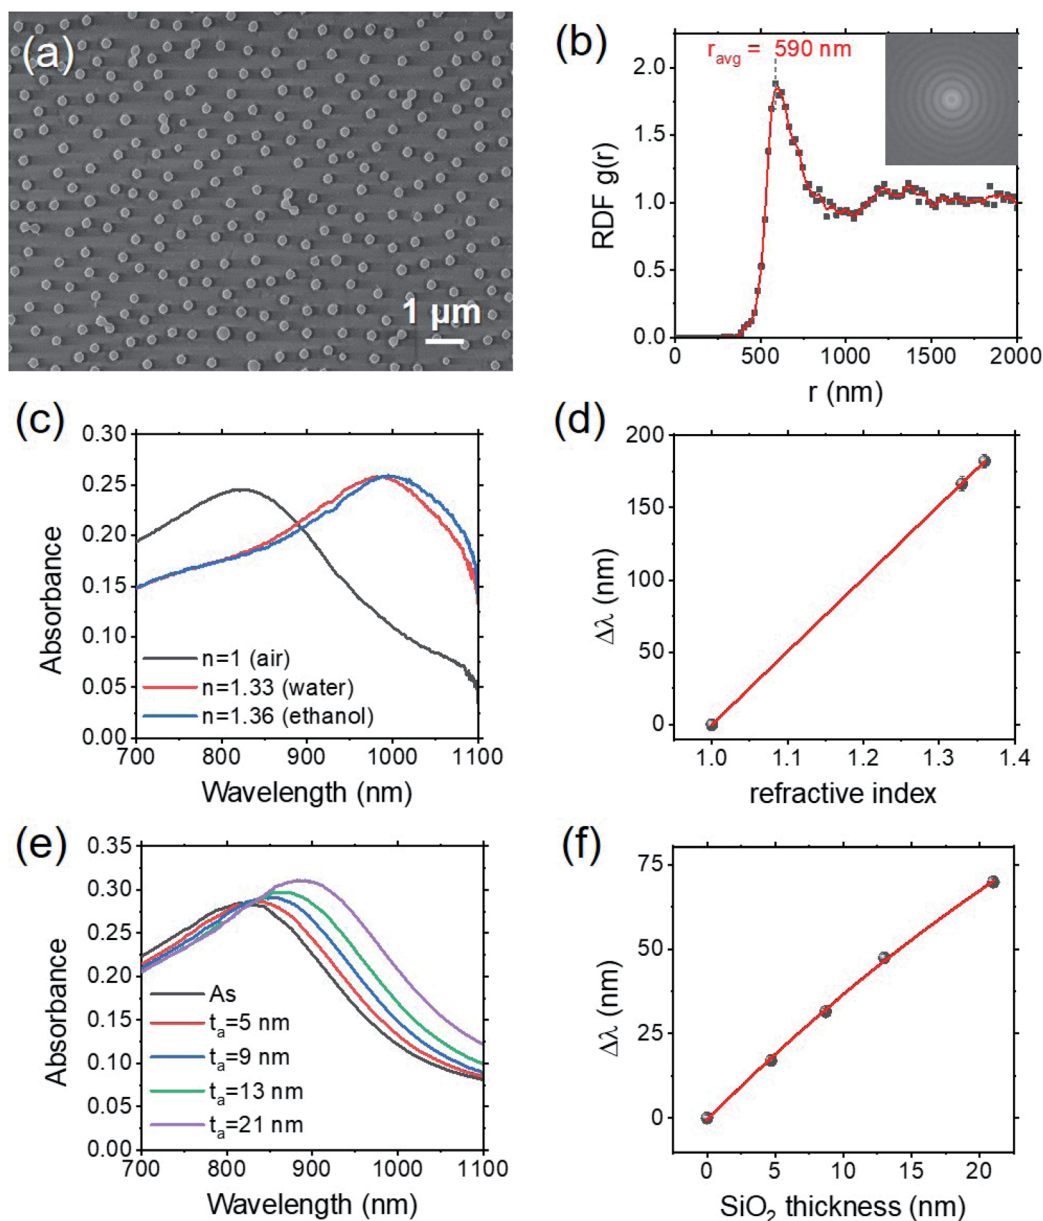 (a)
1 μm
(b)
r_avg = 590 nm
2.0
1.5
1.0
0.5
0.0
RDF g(r)
0 500 1000 1500 2000
r (nm)
(c)
0.30
0.25
0.20
0.15
0.10
0.05
0.00
Absorbance
n=1 (air)
n=1.33 (water)
n=1.36 (ethanol)
700 800 900 1000 1100
Wavelength (nm)
(d)
200
150
100
50
0
Δλ (nm)
1.0 1.1 1.2 1.3 1.4
refractive index
(e)
0.35
0.30
0.25
0.20
0.15
0.10
0.05
0.00
Absorbance
As
t_a=5 nm
t_a=9 nm
t_a=13 nm
t_a=21 nm
700 800 900 1000 1100
Wavelength (nm)
(f)
75
50
25
0
Δλ (nm)
0 5 10 15 20
SiO₂ thickness (nm)